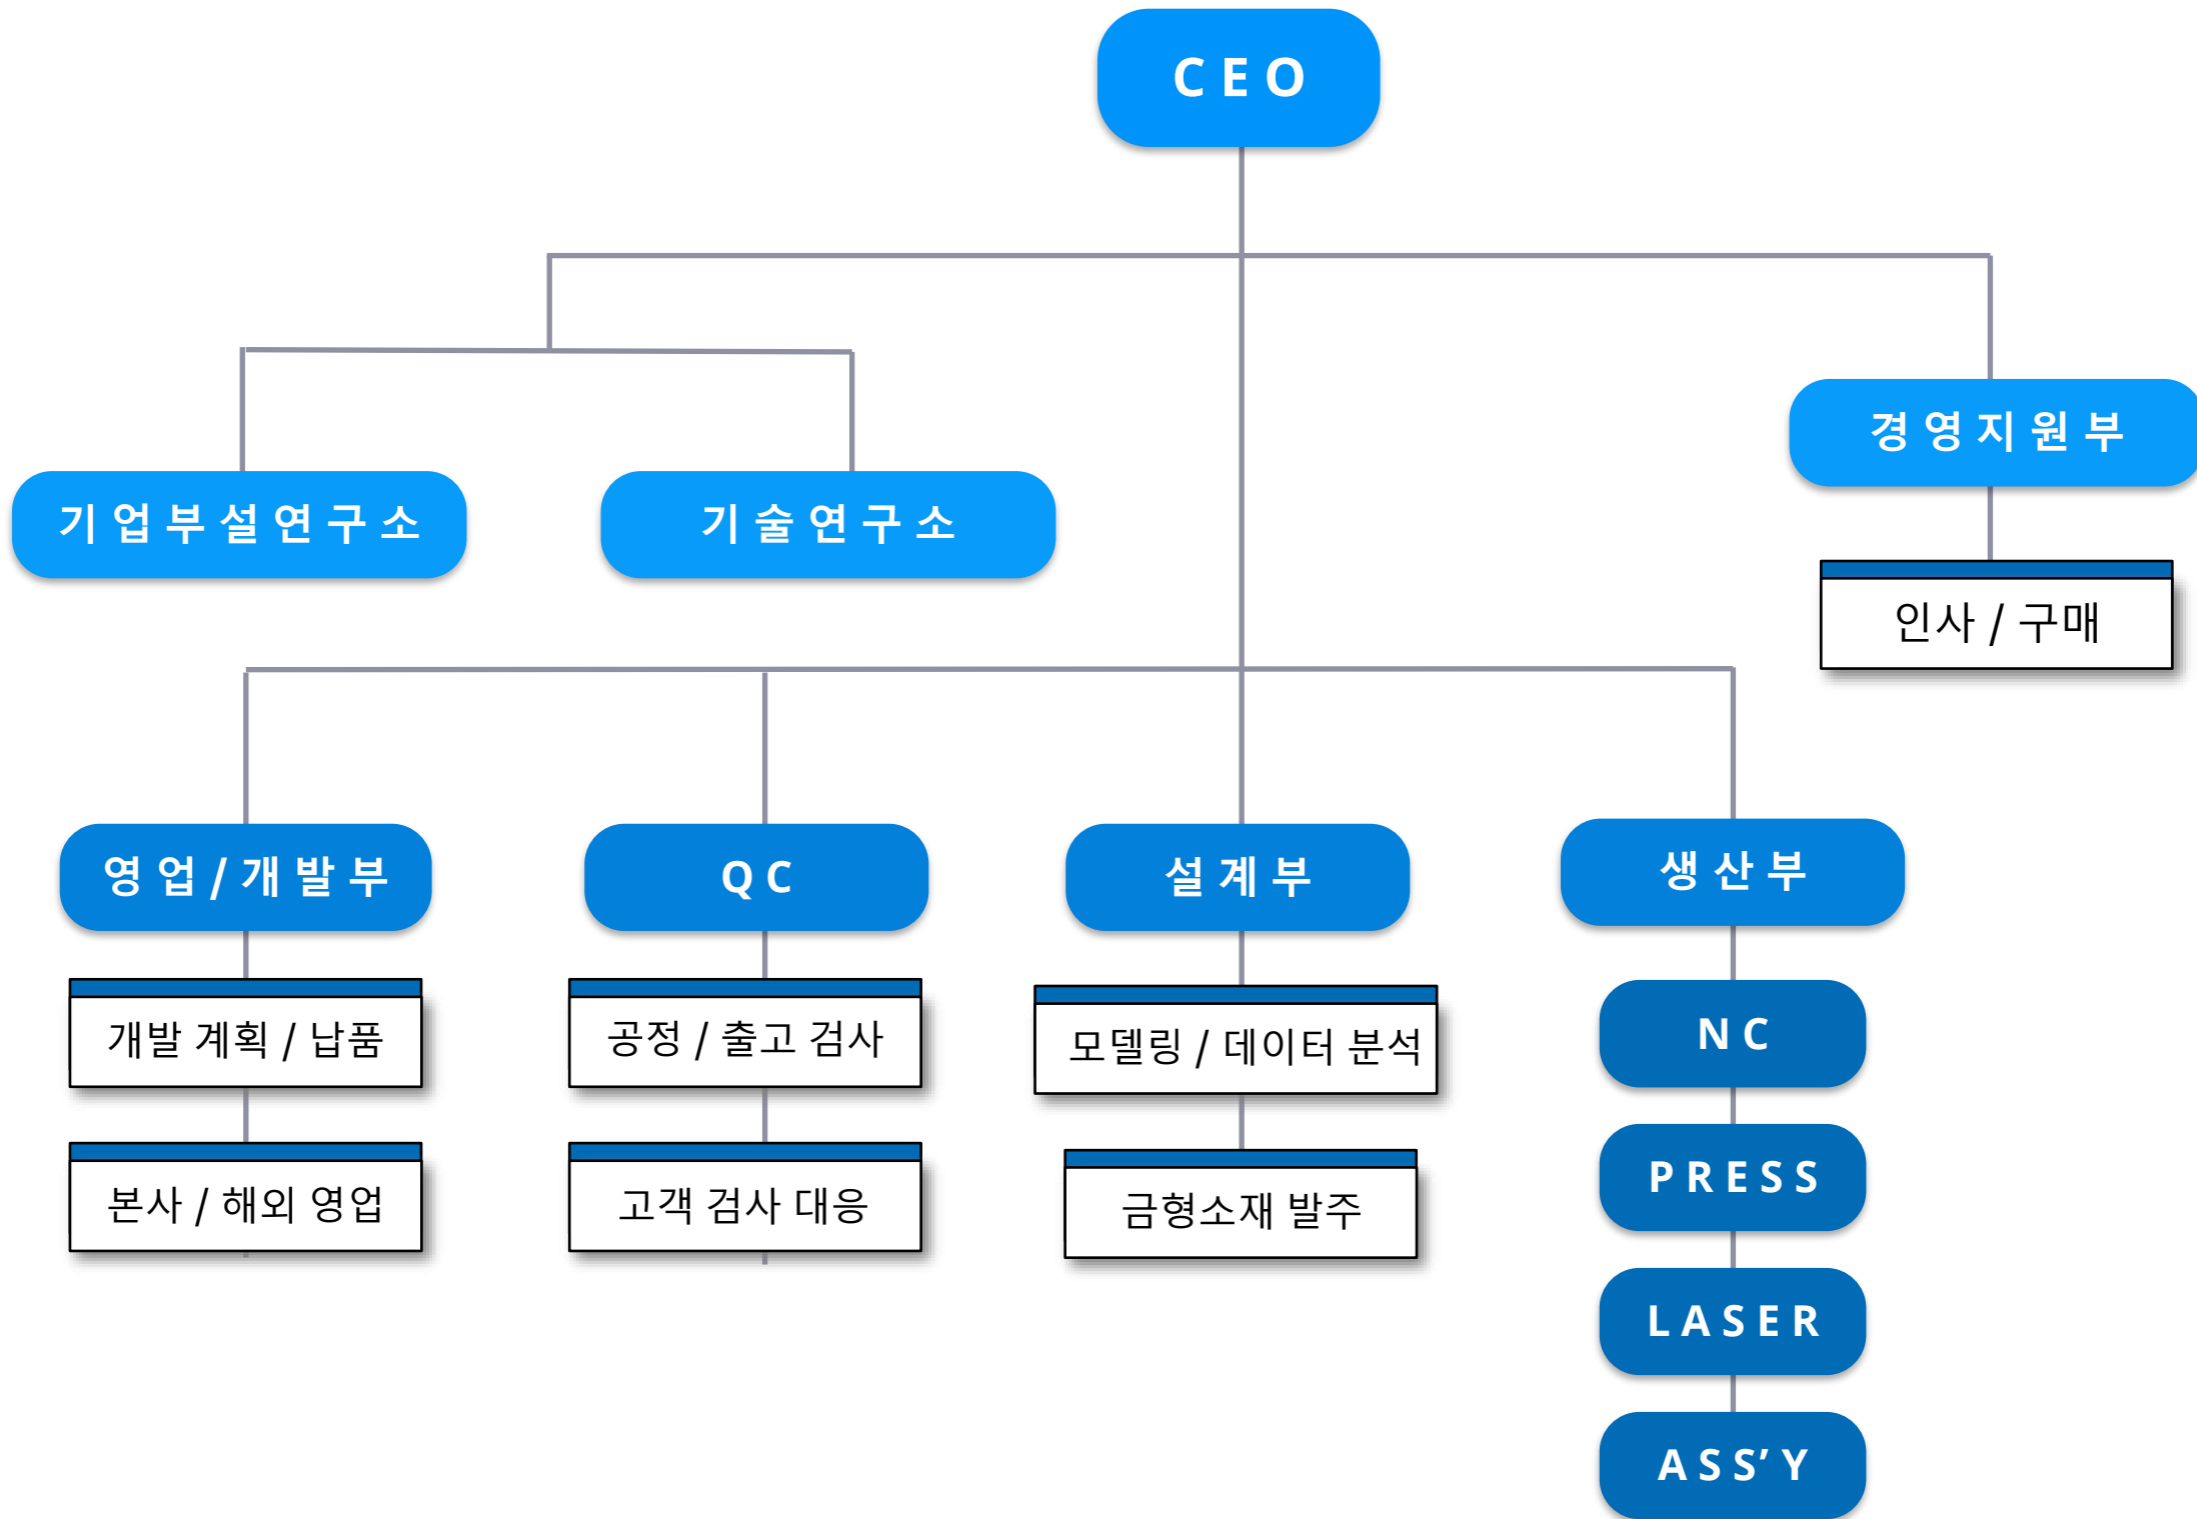 CEO
경영지원부
기업부설연구소
기술연구소
인사 / 구매
영업/개발부
QC
설계부
생산부
개발 계획 / 납품
공정 / 출고 검사
모델링 / 데이터 분석
NC
본사 / 해외 영업
고객 검사 대응
금형소재 발주
PRESS
LASER
ASS’Y